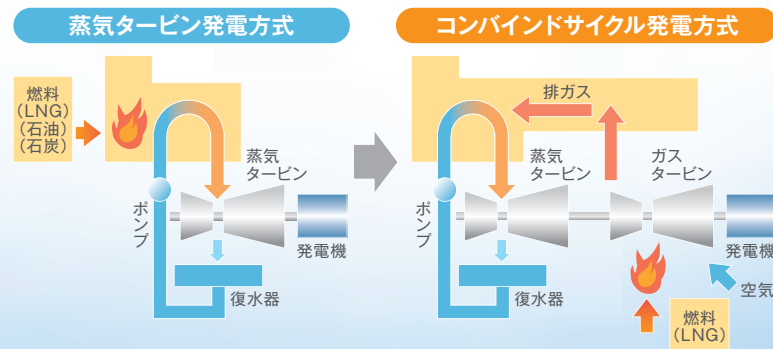 蒸気タービン発電方式
燃料
(LNG)
(石油)
(石炭)
蒸気
タービン
ポンプ
発電機
復水器
コンバインドサイクル発電方式
排ガス
蒸気
タービン
ガス
タービン
ポンプ
発電機
復水器
空気
燃料
(LNG)